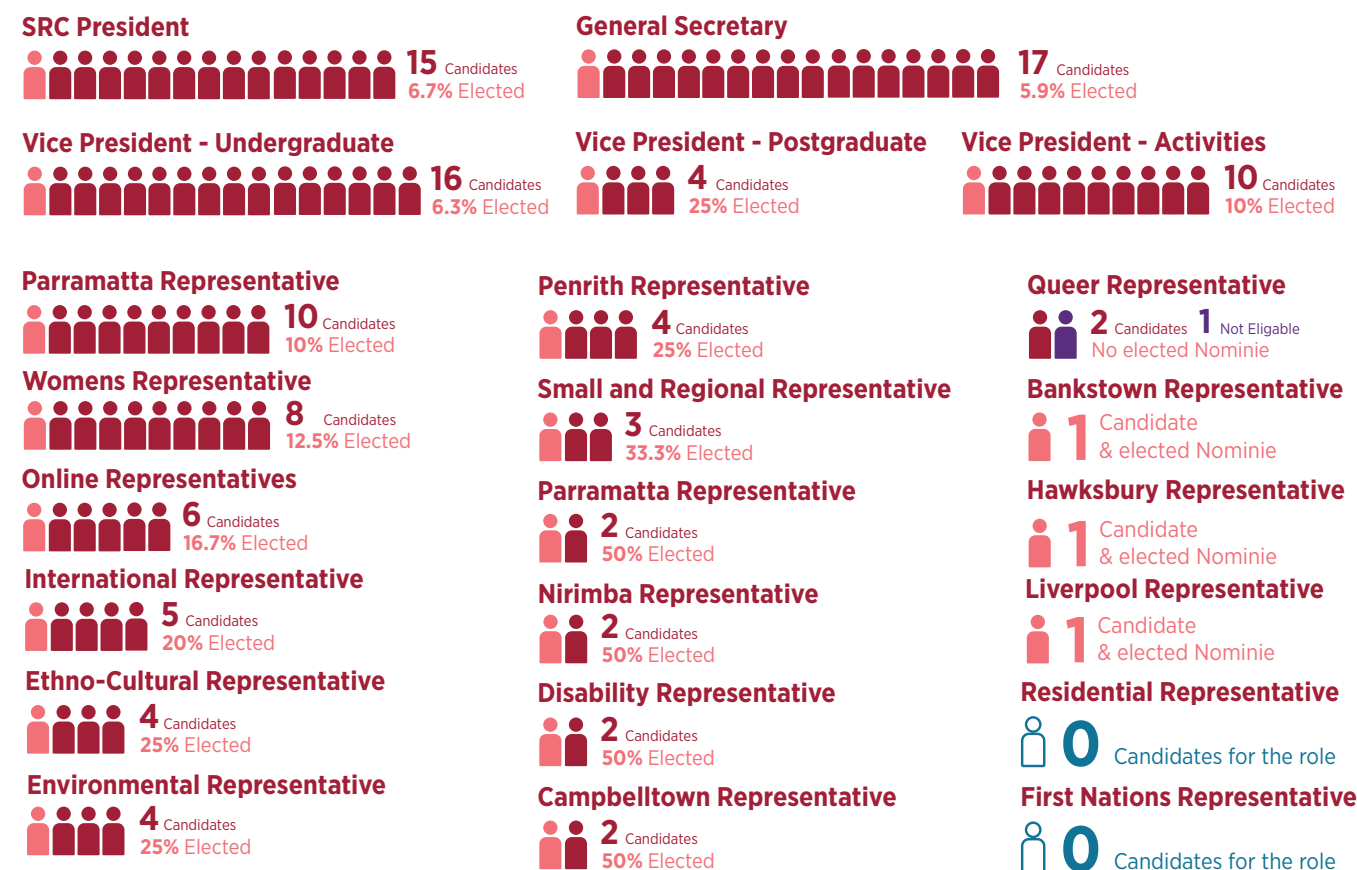 SRC President
15 Candidates
6.7% Elected
General Secretary
17 Candidates
5.9% Elected
Vice President - Undergraduate
16 Candidates
6.3% Elected
Vice President - Postgraduate
4 Candidates
25% Elected
Vice President - Activities
10 Candidates
10% Elected
Parramatta Representative
10 Candidates
10% Elected
Womens Representative
8 Candidates
12.5% Elected
Online Representatives
6 Candidates
16.7% Elected
International Representative
5 Candidates
20% Elected
Ethno-Cultural Representative
4 Candidates
25% Elected
Environmental Representative
4 Candidates
25% Elected
Penrith Representative
4 Candidates
25% Elected
Small and Regional Representative
3 Candidates
33.3% Elected
Parramatta Representative
2 Candidates
50% Elected
Nirimba Representative
2 Candidates
50% Elected
Disability Representative
2 Candidates
50% Elected
Campbelltown Representative
2 Candidates
50% Elected
Queer Representative
2 Candidates 1 Not Eligable
No elected Nominie
Bankstown Representative
1 Candidate
& elected Nominie
Hawksbury Representative
1 Candidate
& elected Nominie
Liverpool Representative
1 Candidate
& elected Nominie
Residential Representative
0 Candidates for the role
First Nations Representative
0 Candidates for the role